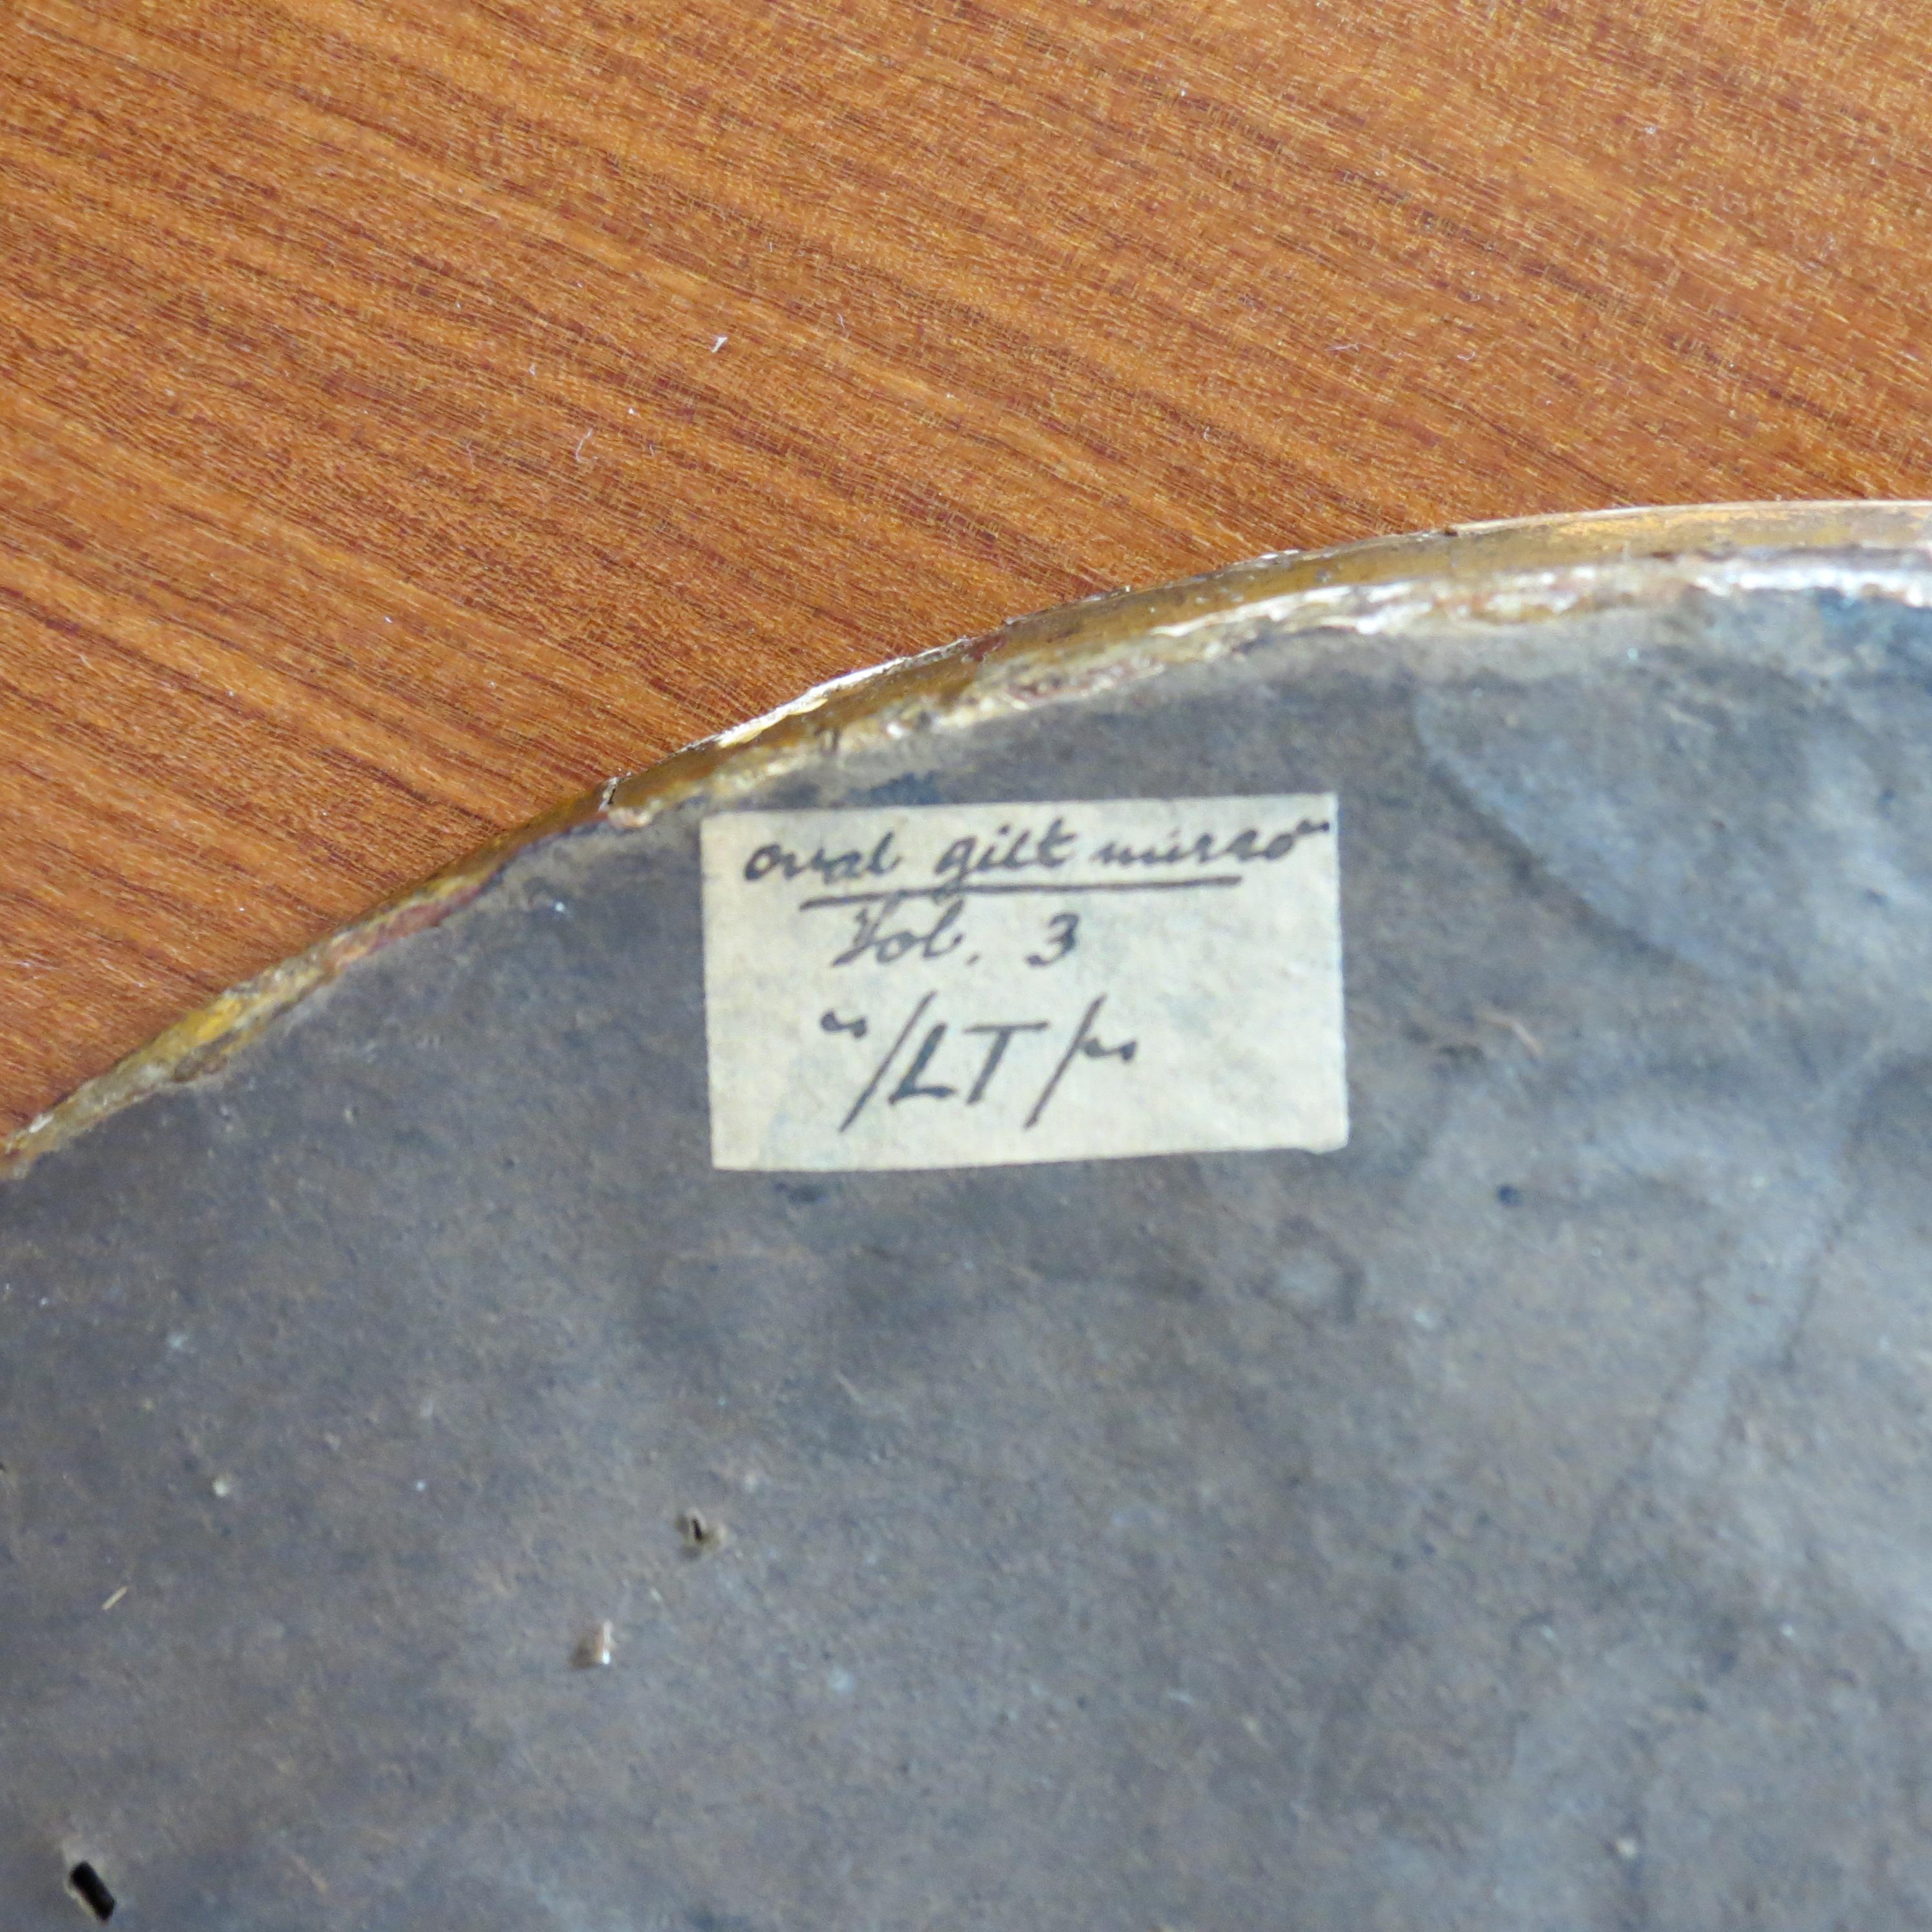 oval gilt mirror
Vol. 3
"/LT/"